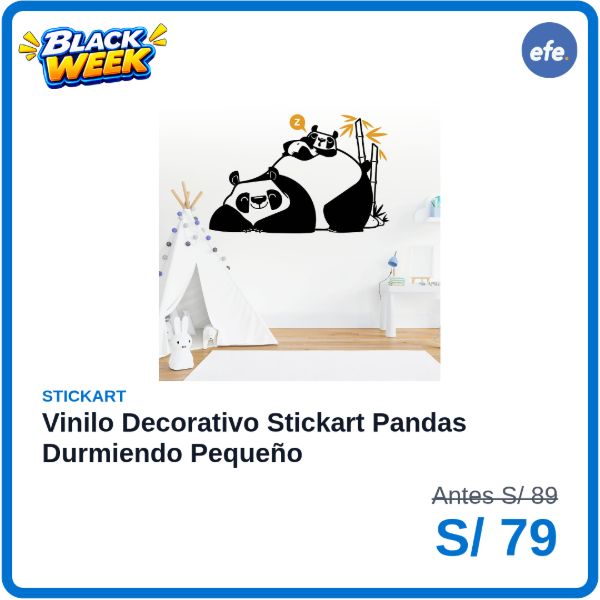 BLACK
WEEK
efe.
Z
STICKART
Vinilo Decorativo Stickart Pandas
Durmiendo Pequeño
Antes S/ 89
S/ 79